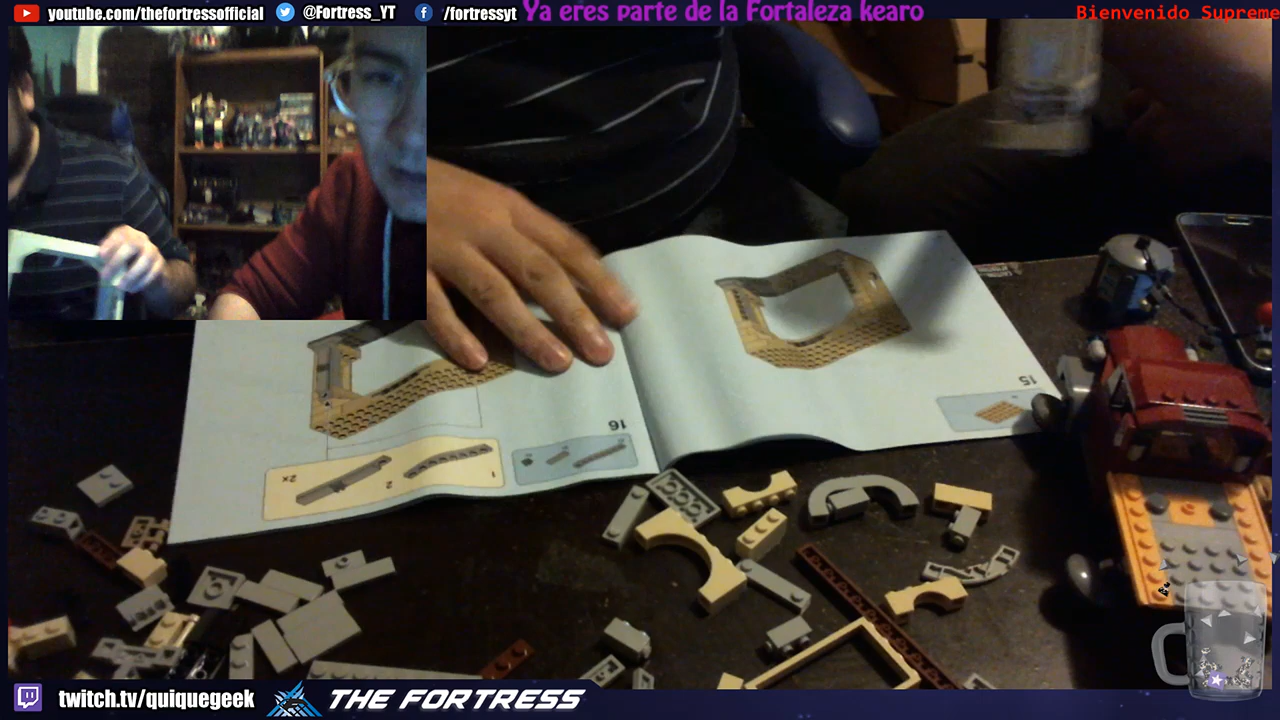 youtube.com/thefortressofficial
@Fortress_YT
/fortressyt
Ya eres parte de la Fortaleza kearo
Bienvenido Supreme
15
16
2x
2
1
twitch.tv/quiquegeek
THE FORTRESS